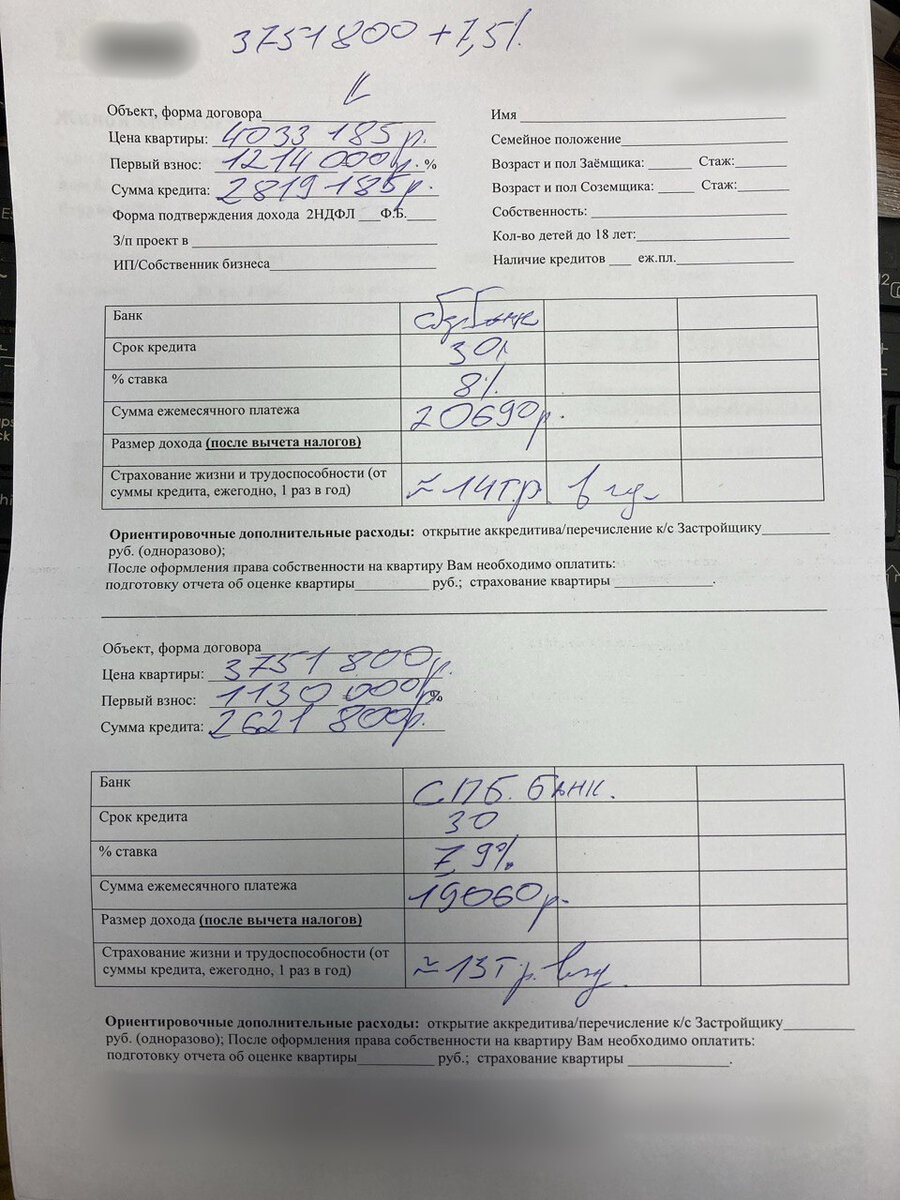 3751800 + 7,5%
Объект, форма договора
Цена квартиры: 4033 185 р.
Первый взнос: 1214 000 р. %
Сумма кредита: 2819 185 р.
Форма подтверждения дохода 2НДФЛ ___Ф.Б.____
З/п проект в
ИП/Собственник бизнеса
Имя
Семейное положение
Возраст и пол Заёмщика: Стаж:
Возраст и пол Созаемщика: Стаж:
Собственность:
Кол-во детей до 18 лет:
Наличие кредитов ___ еж.пл.
Банк Сбербанк
Срок кредита 30л
% ставка 8%
Сумма ежемесячного платежа 20690 р.
Размер дохода (после вычета налогов)
Страхование жизни и трудоспособности (от
суммы кредита, ежегодно, 1 раз в год) ≈ 14 т.р. в год
Ориентировочные дополнительные расходы: открытие аккредитива/перечисление к/с Застройщику
руб. (одноразово);
После оформления права собственности на квартиру Вам необходимо оплатить:
подготовку отчета об оценке квартиры__________ руб.; страхование квартиры _____________.
Объект, форма договора
Цена квартиры: 3751 800 р.
Первый взнос: 1130 000 р. %
Сумма кредита: 2621 800 р.
Банк С.П.б. Банк.
Срок кредита 30
% ставка 7,9%
Сумма ежемесячного платежа 19060 р.
Размер дохода (после вычета налогов)
Страхование жизни и трудоспособности (от
суммы кредита, ежегодно, 1 раз в год) ≈ 13 т.р. в год.
Ориентировочные дополнительные расходы: открытие аккредитива/перечисление к/с Застройщику
руб. (одноразово); После оформления права собственности на квартиру Вам необходимо оплатить:
подготовку отчета об оценке квартиры__________ руб.; страхование квартиры _____________.